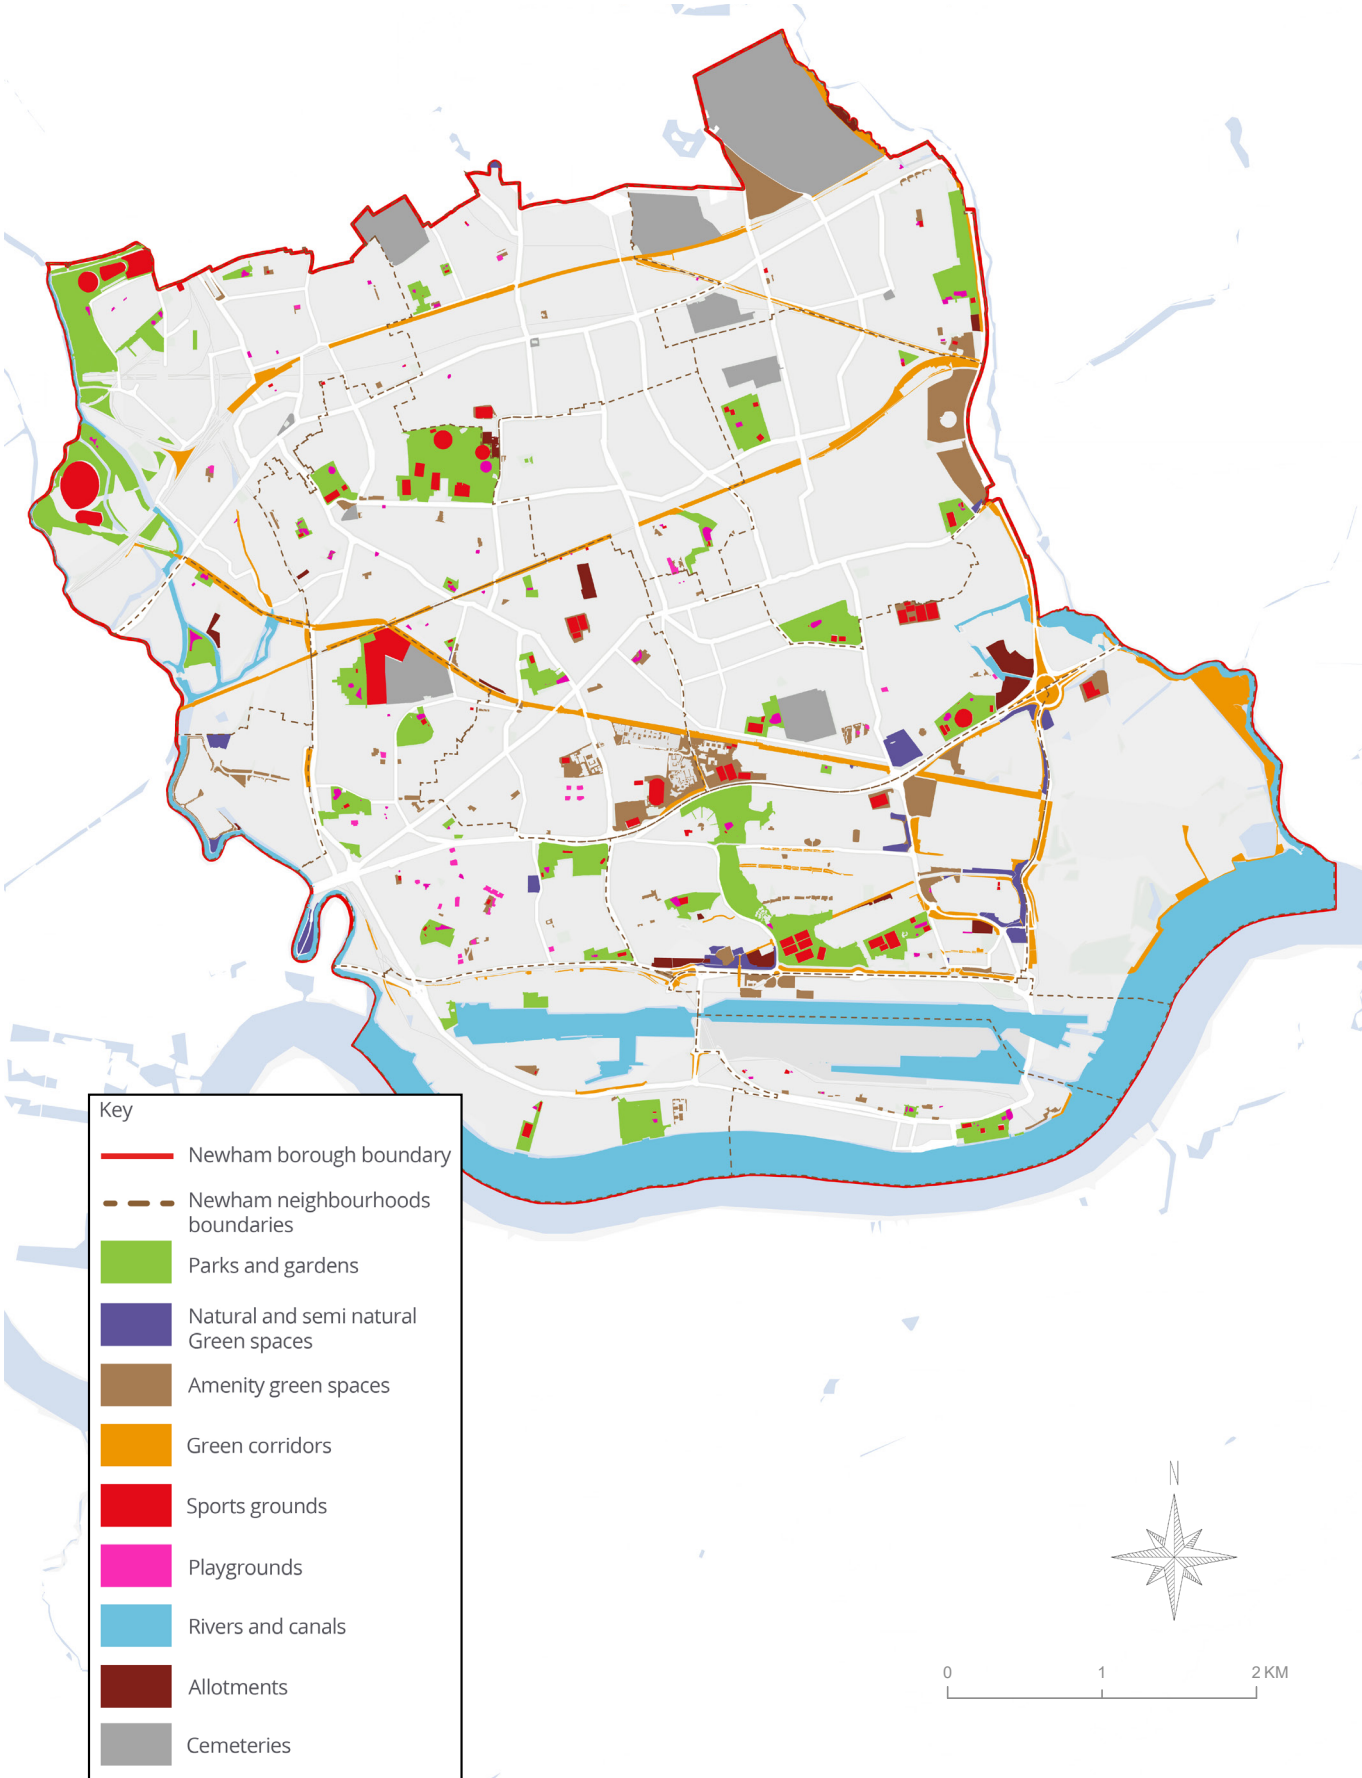 Key
Newham borough boundary
Newham neighbourhoods
boundaries
Parks and gardens
Natural and semi natural
Green spaces
Amenity green spaces
Green corridors
Sports grounds
Playgrounds
Rivers and canals
Allotments
Cemeteries
N
0 1 2 KM